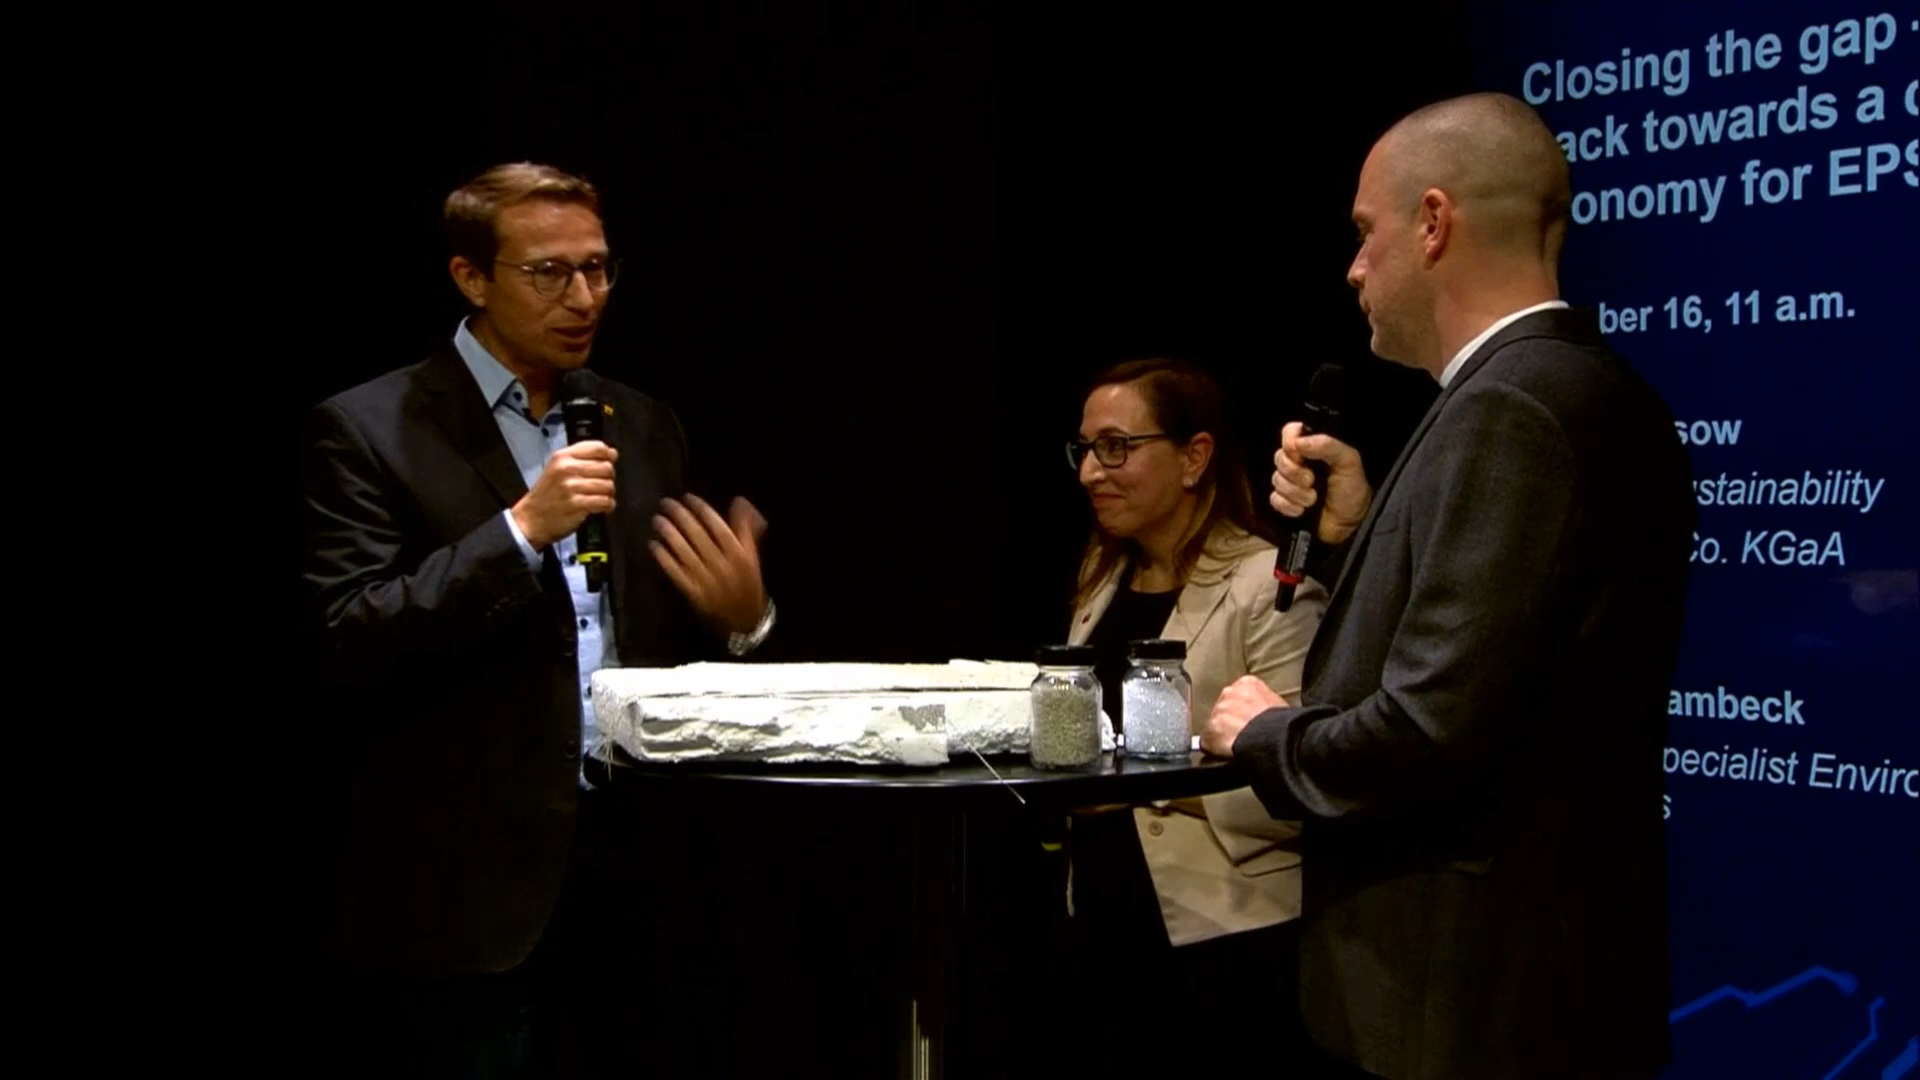 Closing the gap -
ack towards a c
onomy for EPS
ber 16, 11 a.m.
sow
stainability
Co. KGaA
ambeck
pecialist Enviro
s